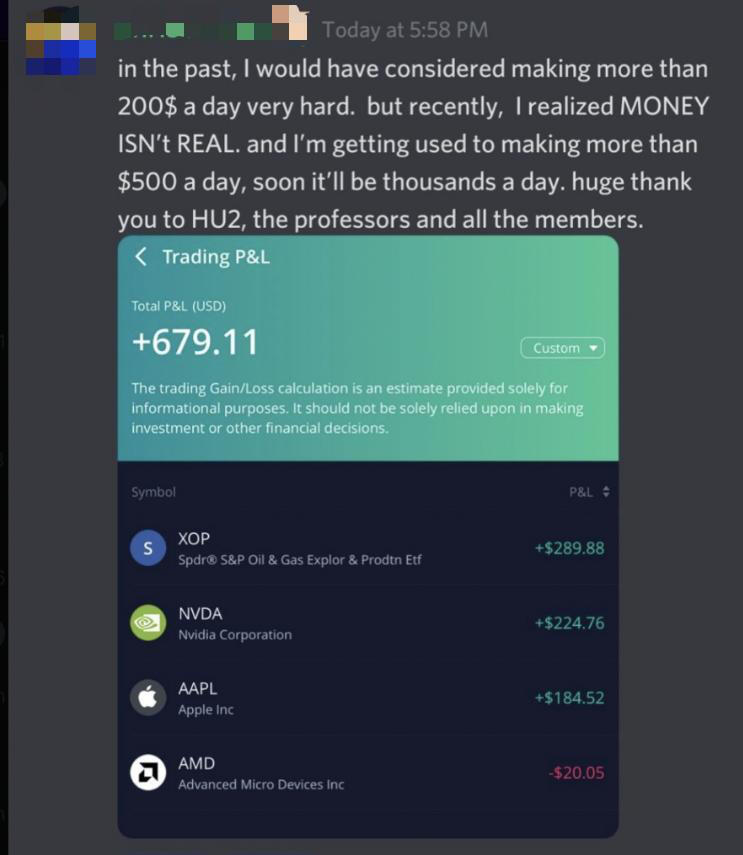 Today at 5:58 PM
in the past, I would have considered making more than
200$ a day very hard.  but recently,  I realized MONEY
ISN't REAL. and I'm getting used to making more than
$500 a day, soon it'll be thousands a day. huge thank
you to HU2, the professors and all the members.
Trading P&L
Total P&L (USD)
+679.11
Custom
The trading Gain/Loss calculation is an estimate provided solely for
informational purposes. It should not be solely relied upon in making
investment or other financial decisions.
Symbol P&L
S
XOP
+$289.88
Spdr® S&P Oil & Gas Explor & Prodtn Etf
NVDA
+$224.76
Nvidia Corporation
AAPL
+$184.52
Apple Inc
AMD
-$20.05
Advanced Micro Devices Inc